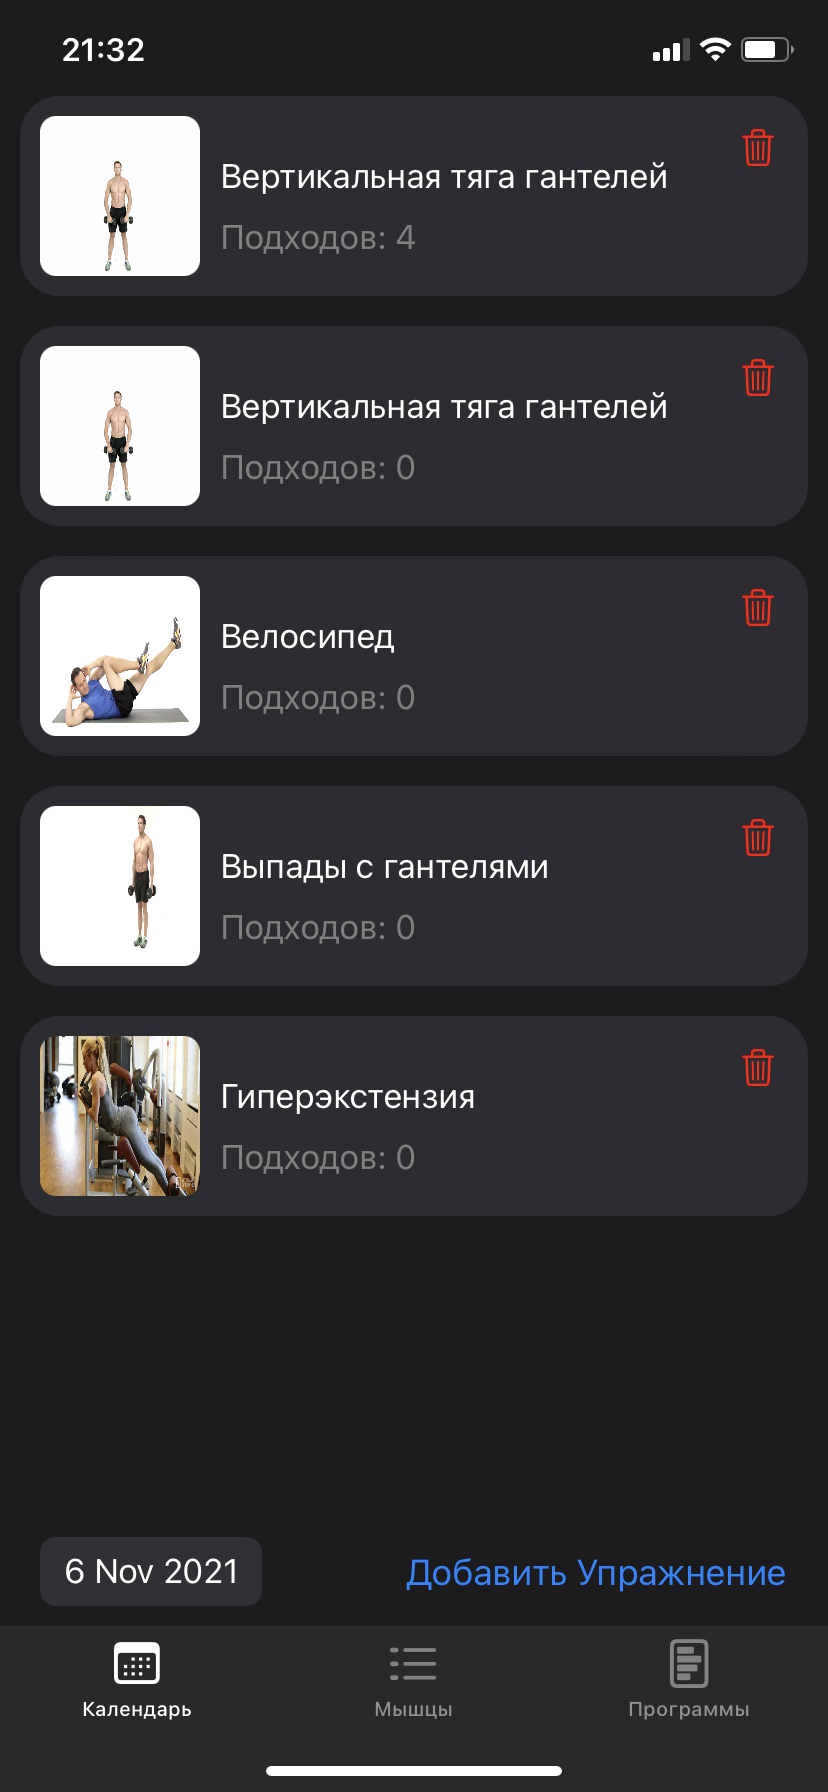 21:32
Вертикальная тяга гантелей
Подходов: 4
Вертикальная тяга гантелей
Подходов: 0
Велосипед
Подходов: 0
Выпады с гантелями
Подходов: 0
Гиперэкстензия
Подходов: 0
6 Nov 2021
Добавить Упражнение
Календарь
Мышцы
Программы